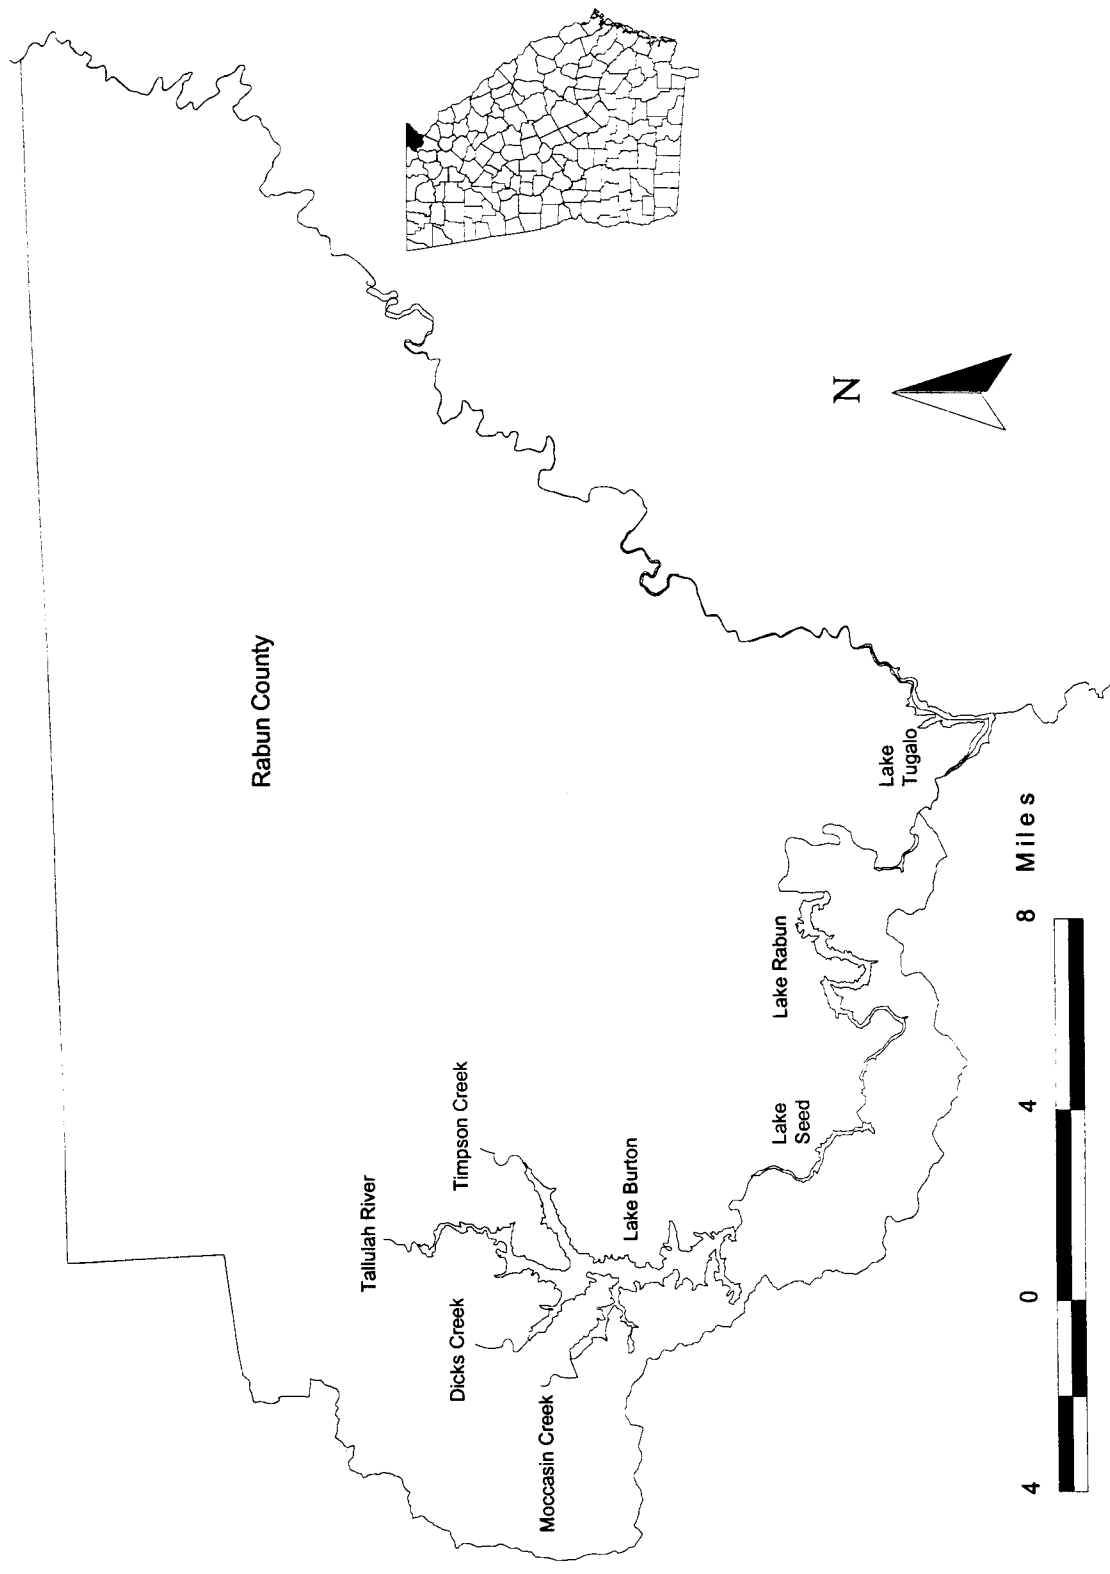 Rabun County
Tallulah River
Timpson Creek
Dicks Creek
Moccasin Creek
Lake Burton
Lake
Seed
Lake Rabun
Lake
Tugalo
N
4
0
4
8
Miles